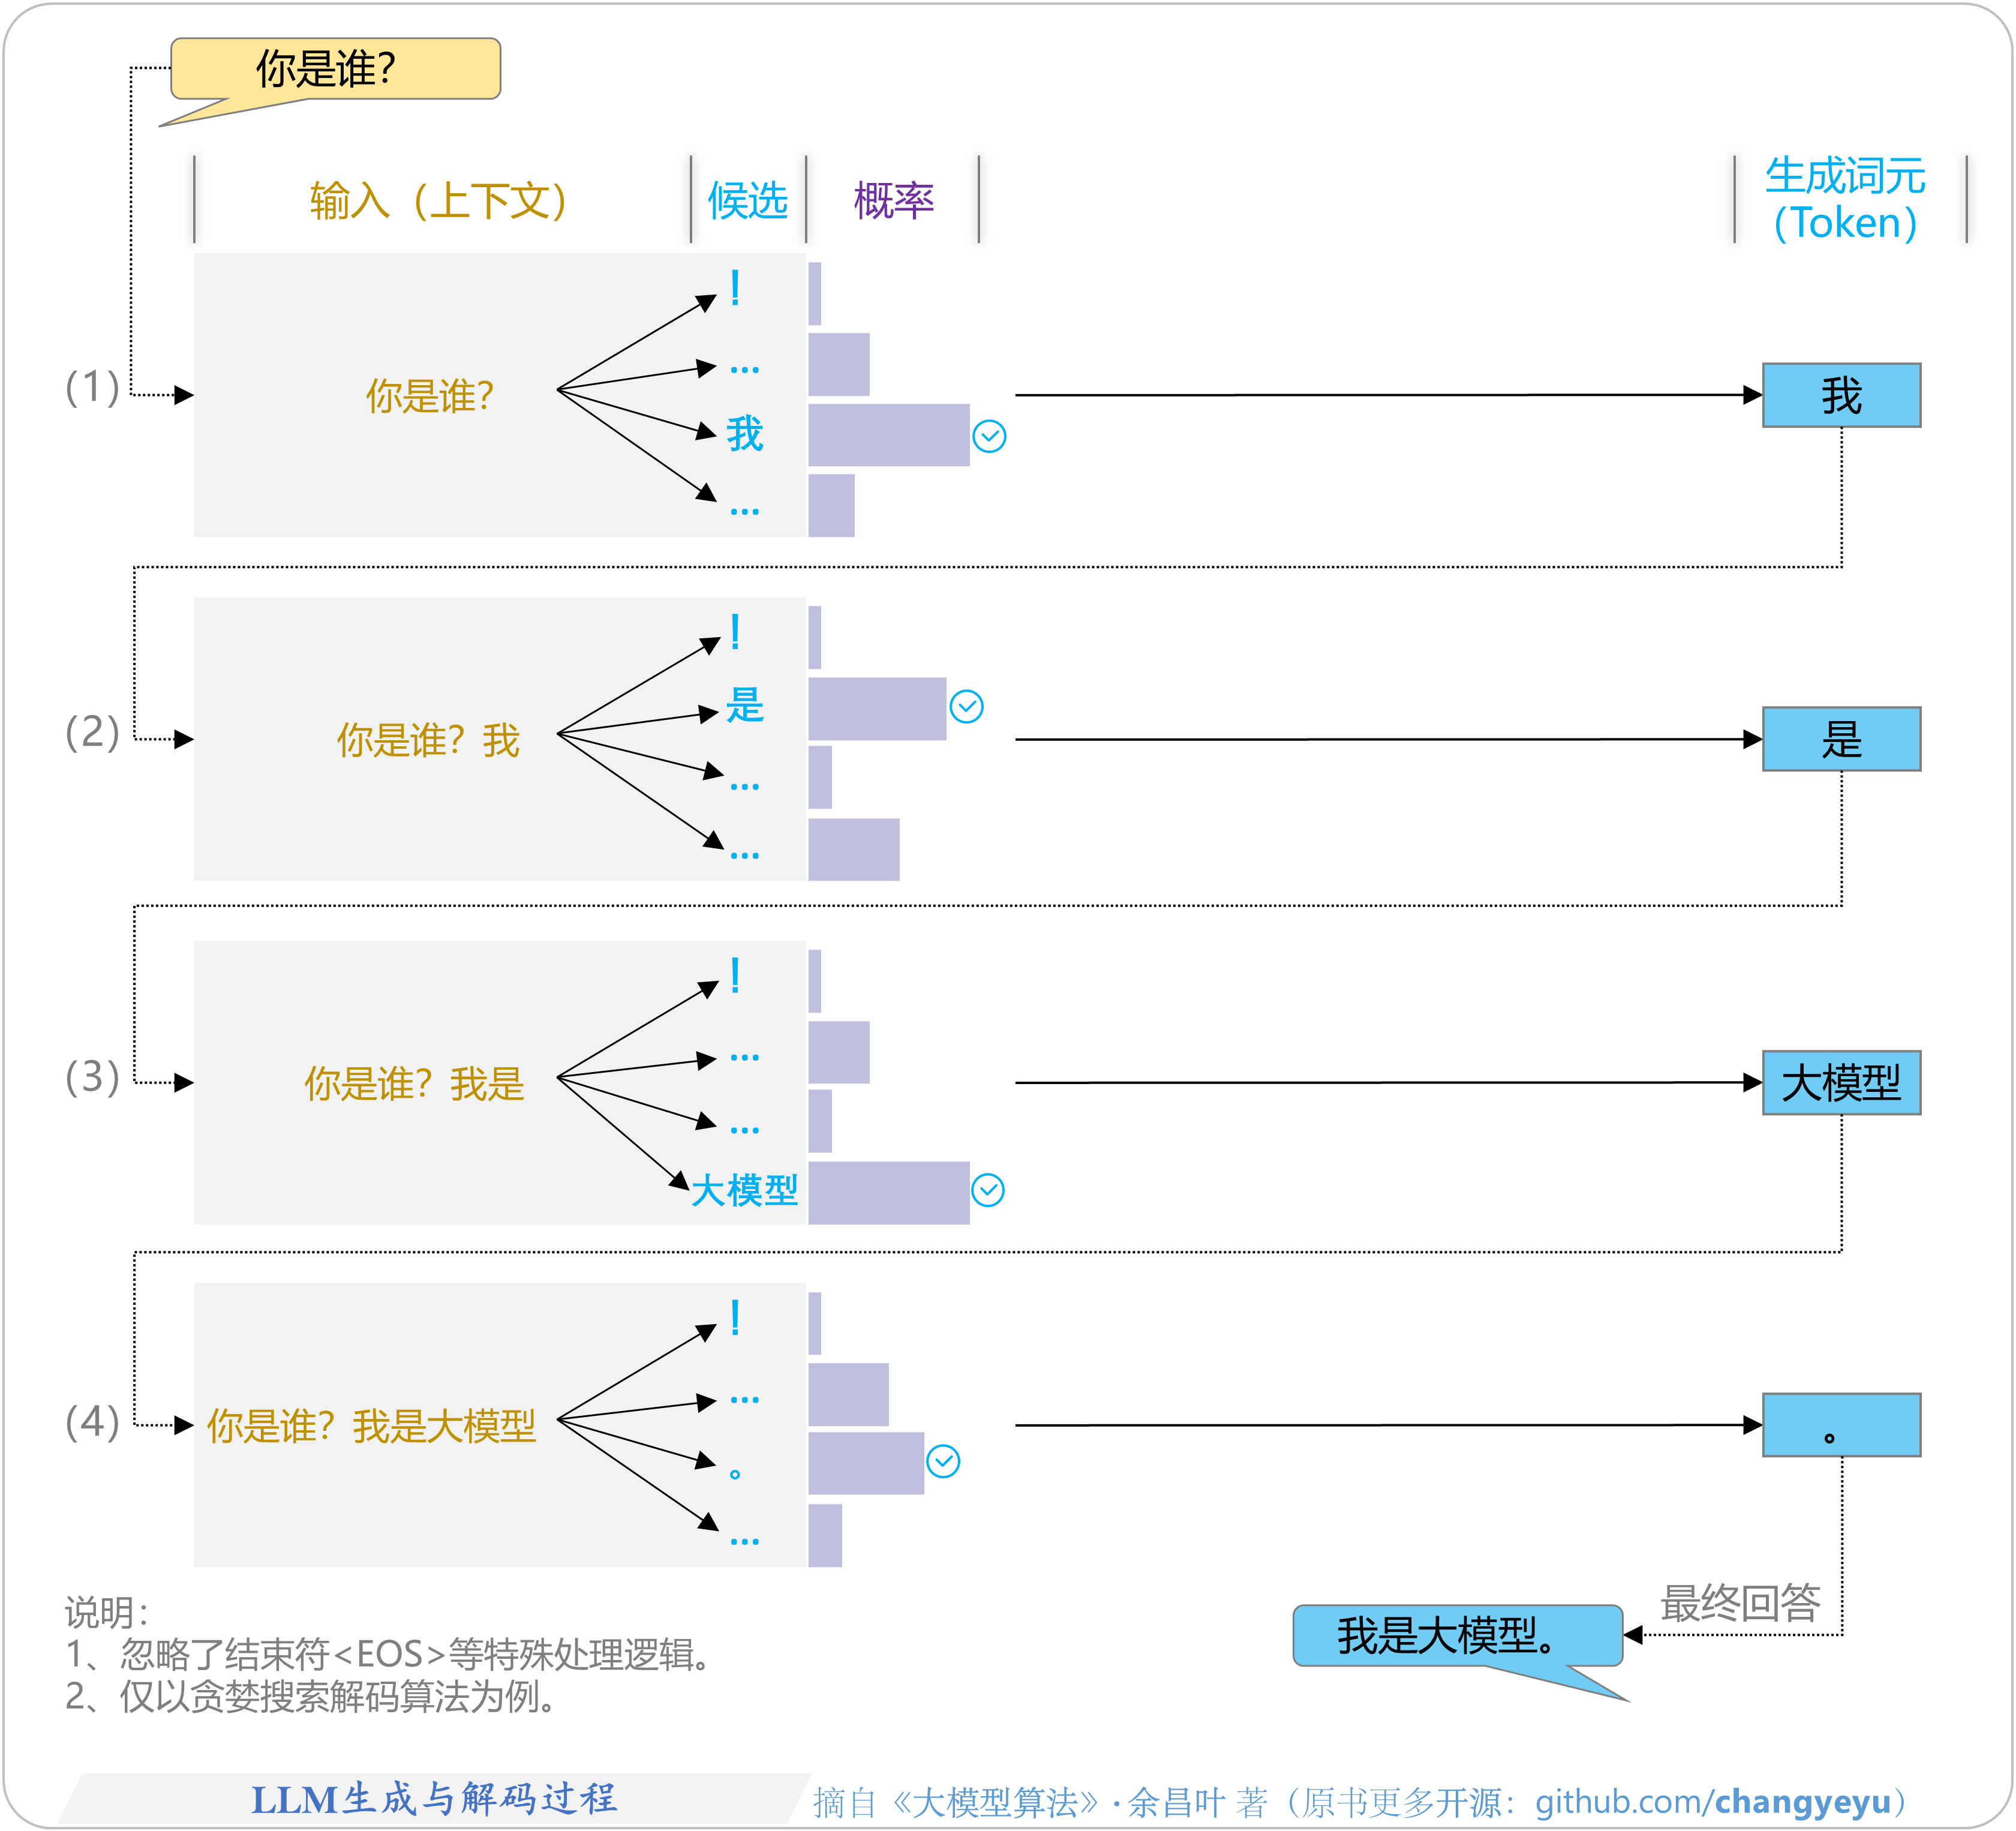 你是谁？
输入（上下文）
候选
概率
生成词元
（Token）
(1)
你是谁？
！
...
我
...
我
(2)
你是谁？我
！
是
...
...
是
(3)
你是谁？我是
！
...
...
大模型
大模型
(4)
你是谁？我是大模型
！
...
。
...
。
最终回答
我是大模型。
说明：
1、忽略了结束符<EOS>等特殊处理逻辑。
2、仅以贪婪搜索解码算法为例。
LLM生成与解码过程
摘自《大模型算法》·余昌叶 著（原书更多开源：github.com/changyeyu）